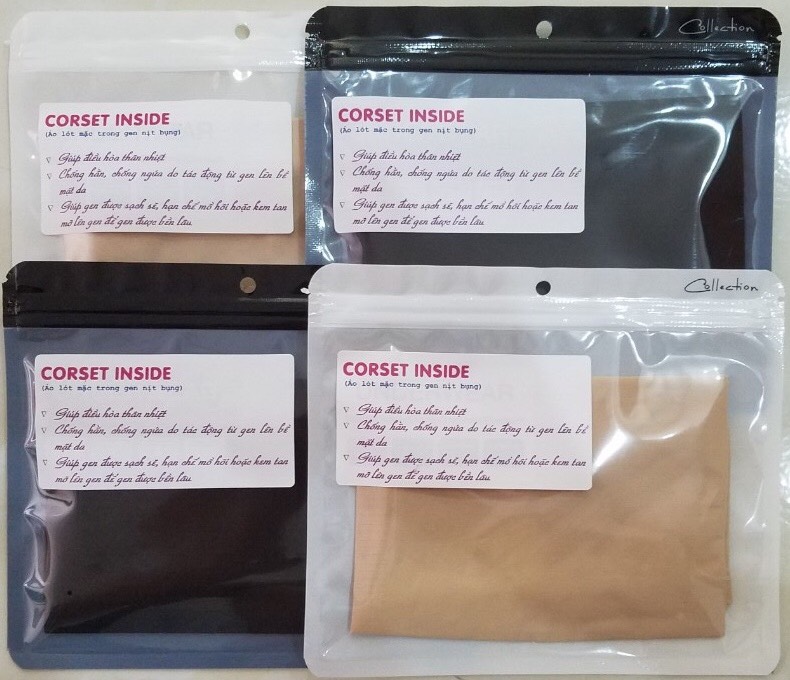 CORSET INSIDE
(Áo lót mặc trong gen nịt bụng)
▽ Giúp điều hòa thân nhiệt
▽ Chống hằn, chống ngứa do tác động từ gen lên bề
mặt da
▽ Giúp gen được sạch sẽ, hạn chế mồ hôi hoặc kem tan
mỡ lên gen để gen được bền lâu
Collection
CORSET INSIDE
(Áo lót mặc trong gen nịt bụng)
▽ Giúp điều hòa thân nhiệt
▽ Chống hằn, chống ngứa do tác động từ gen lên bề
mặt da
▽ Giúp gen được sạch sẽ, hạn chế mồ hôi hoặc kem tan
mỡ lên gen để gen được bền lâu
CORSET INSIDE
(Áo lót mặc trong gen nịt bụng)
▽ Giúp điều hòa thân nhiệt
▽ Chống hằn, chống ngứa do tác động từ gen lên bề
mặt da
▽ Giúp gen được sạch sẽ, hạn chế mồ hôi hoặc kem tan
mỡ lên gen để gen được bền lâu
Collection
CORSET INSIDE
(Áo lót mặc trong gen nịt bụng)
▽ Giúp điều hòa thân nhiệt
▽ Chống hằn, chống ngứa do tác động từ gen lên bề
mặt da
▽ Giúp gen được sạch sẽ, hạn chế mồ hôi hoặc kem tan
mỡ lên gen để gen được bền lâu